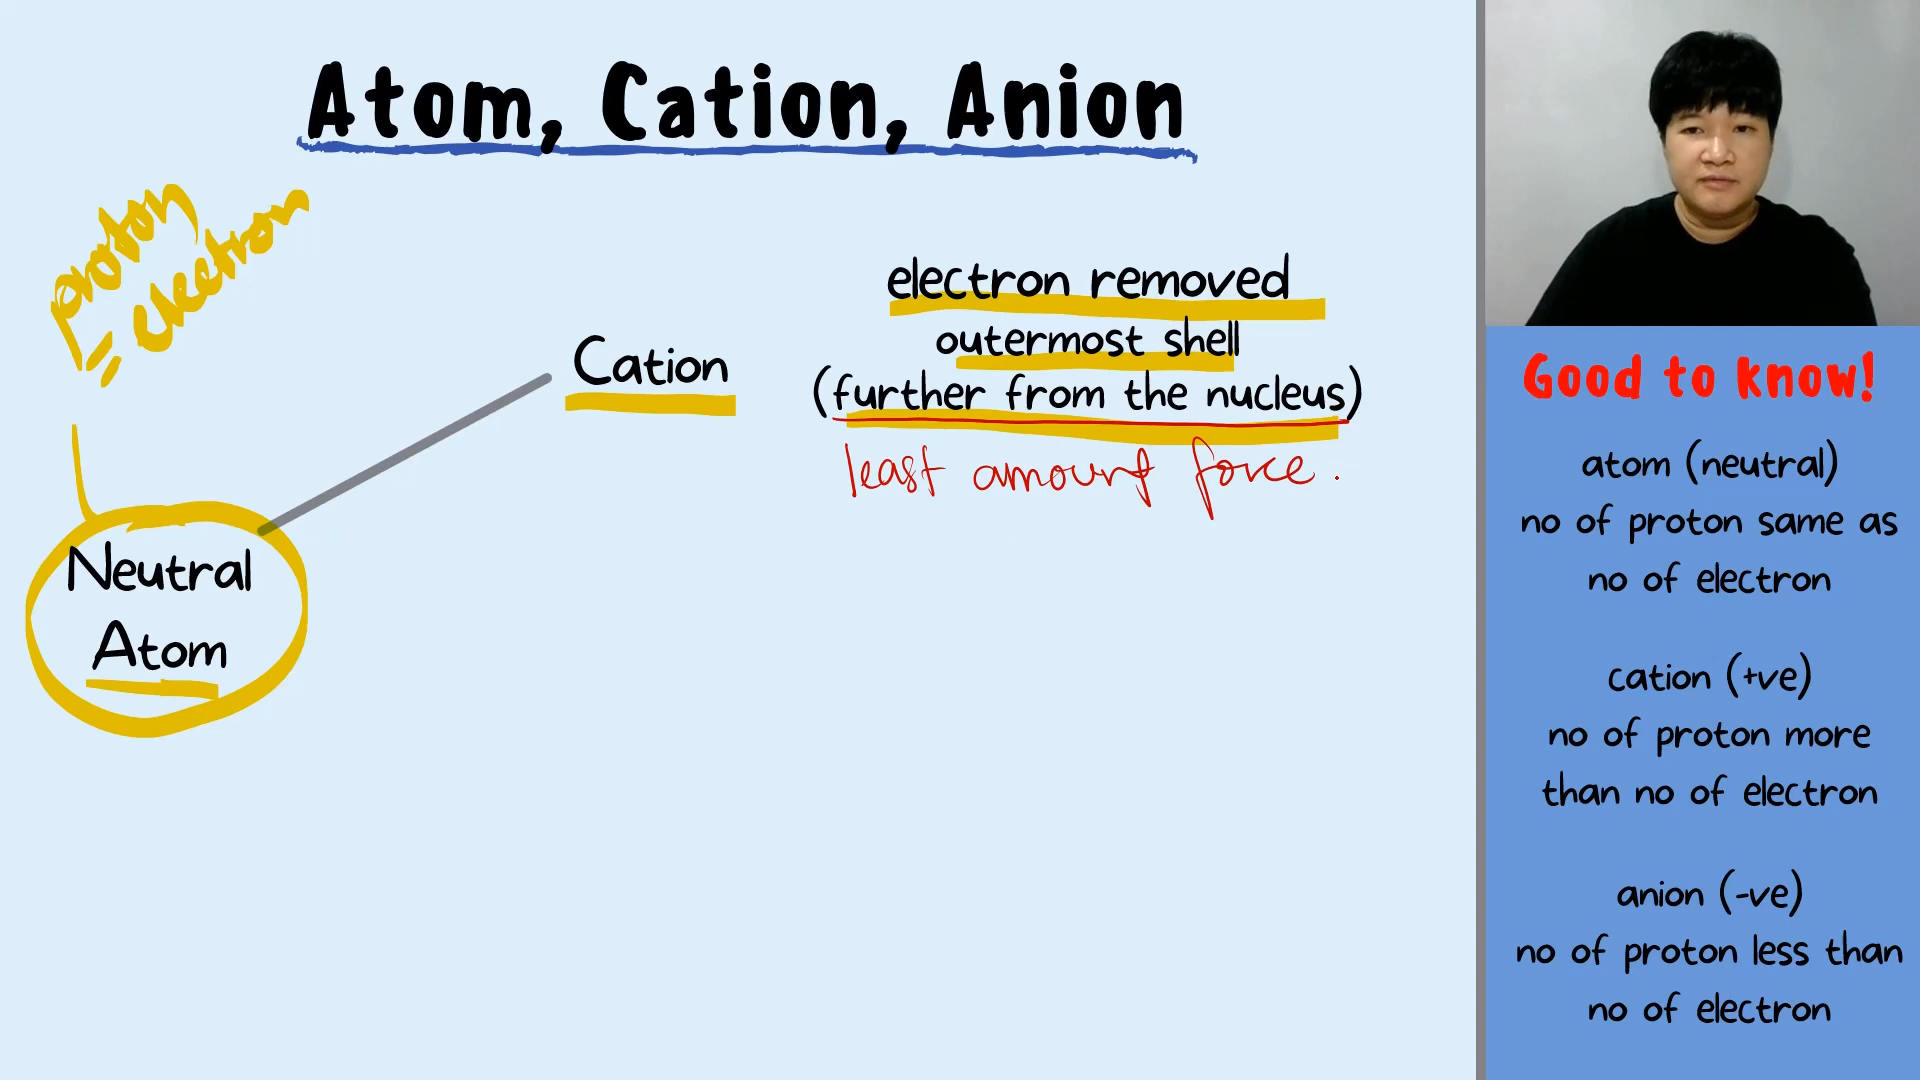 Atom, Cation, Anion
proton
= electron
Neutral
Atom
Cation
electron removed
outermost shell
(further from the nucleus)
least amount force.
Good to know!
atom (neutral)
no of proton same as
no of electron
cation (+ve)
no of proton more
than no of electron
anion (-ve)
no of proton less than
no of electron